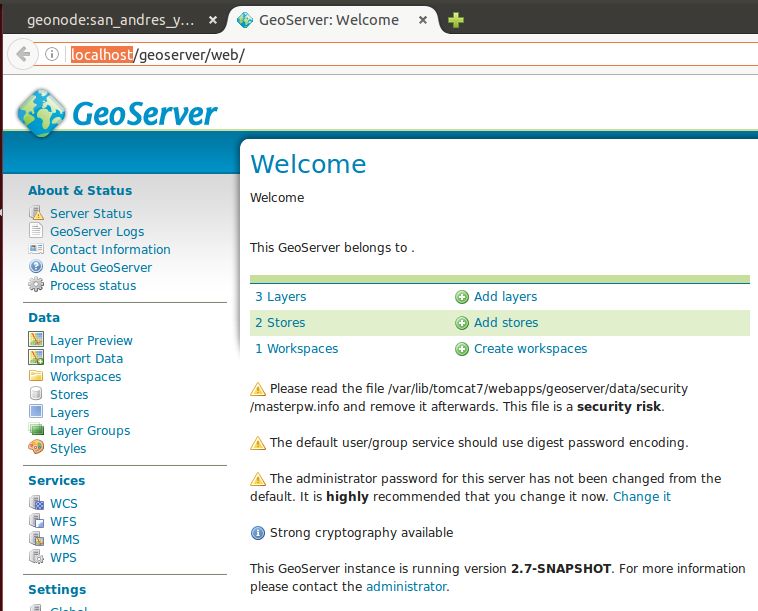 geonode:san_andres_y...
GeoServer: Welcome
localhost/geoserver/web/
GeoServer
About & Status
Server Status
GeoServer Logs
Contact Information
About GeoServer
Process status
Data
Layer Preview
Import Data
Workspaces
Stores
Layers
Layer Groups
Styles
Services
WCS
WFS
WMS
WPS
Settings
Global
Welcome
Welcome
This GeoServer belongs to .
3 Layers
Add layers
2 Stores
Add stores
1 Workspaces
Create workspaces
Please read the file /var/lib/tomcat7/webapps/geoserver/data/security
/masterpw.info and remove it afterwards. This file is a security risk.
The default user/group service should use digest password encoding.
The administrator password for this server has not been changed from the
default. It is highly recommended that you change it now. Change it
Strong cryptography available
This GeoServer instance is running version 2.7-SNAPSHOT. For more information
please contact the administrator.